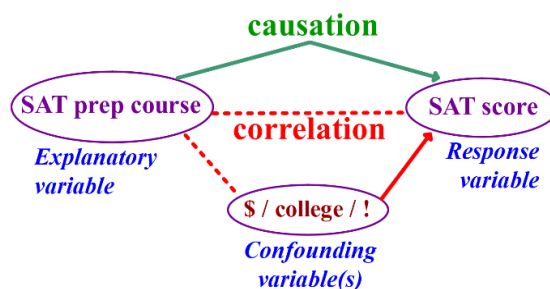 causation
SAT prep course
SAT score
correlation
Explanatory
variable
Response
variable
$ / college / !
Confounding
variable(s)